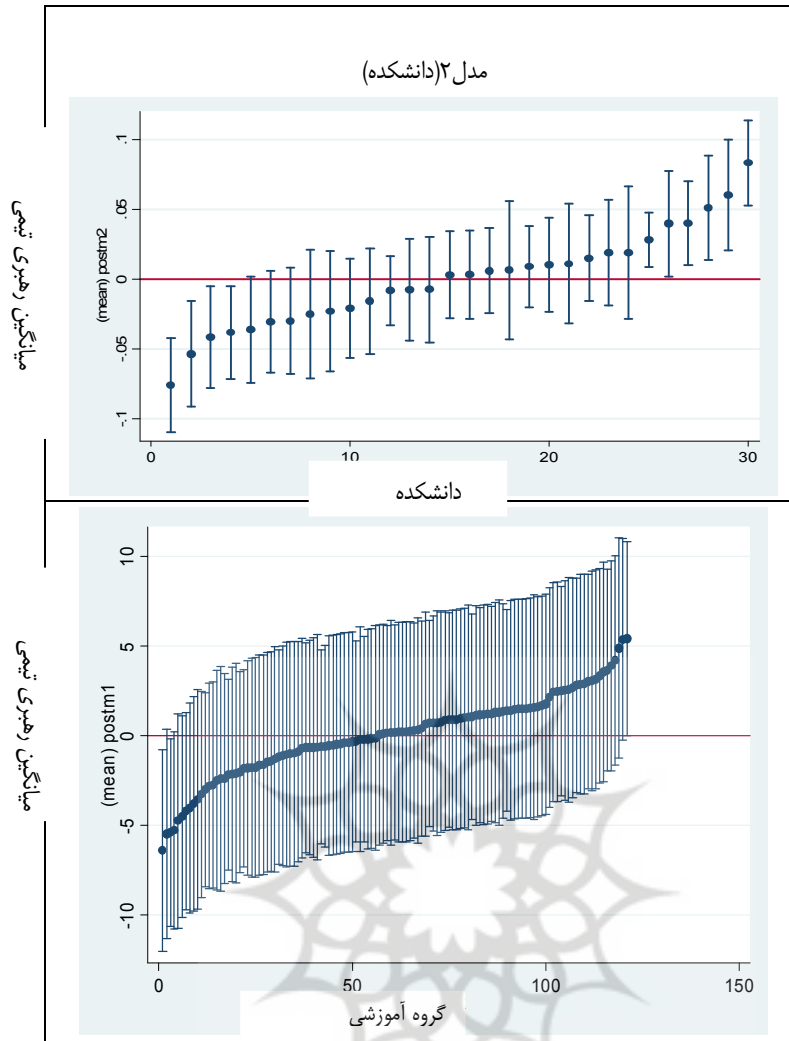 مدل۲(دانشکده)
میانگین رهبری تیمی
(mean) postm2
.1
.05
0
-.05
-.1
0 10 20 30
دانشکده
میانگین رهبری تیمی
(mean) postm1
10
5
0
-5
-10
0 50 100 150
گروه آموزشی